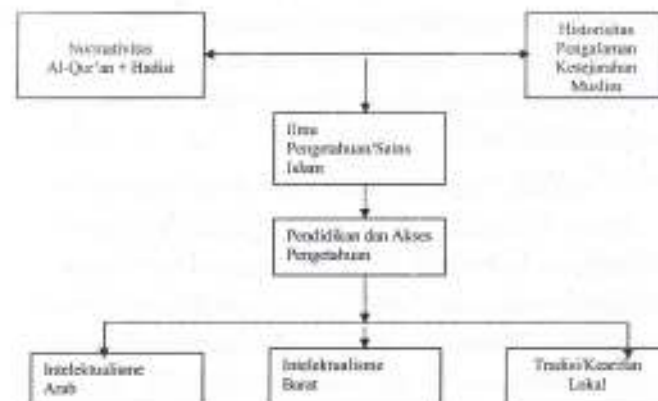 Normativitas
Al-Qur'an + Hadist
Historisitas
Pengalaman
Kesejarahan
Muslim
Ilmu
Pengetahuan/Sains
Islam
Pendidikan dan Akses
Pengetahuan
Intelektualisme
Arab
Intelektualisme
Barat
Tradisi/Kearifan
Lokal